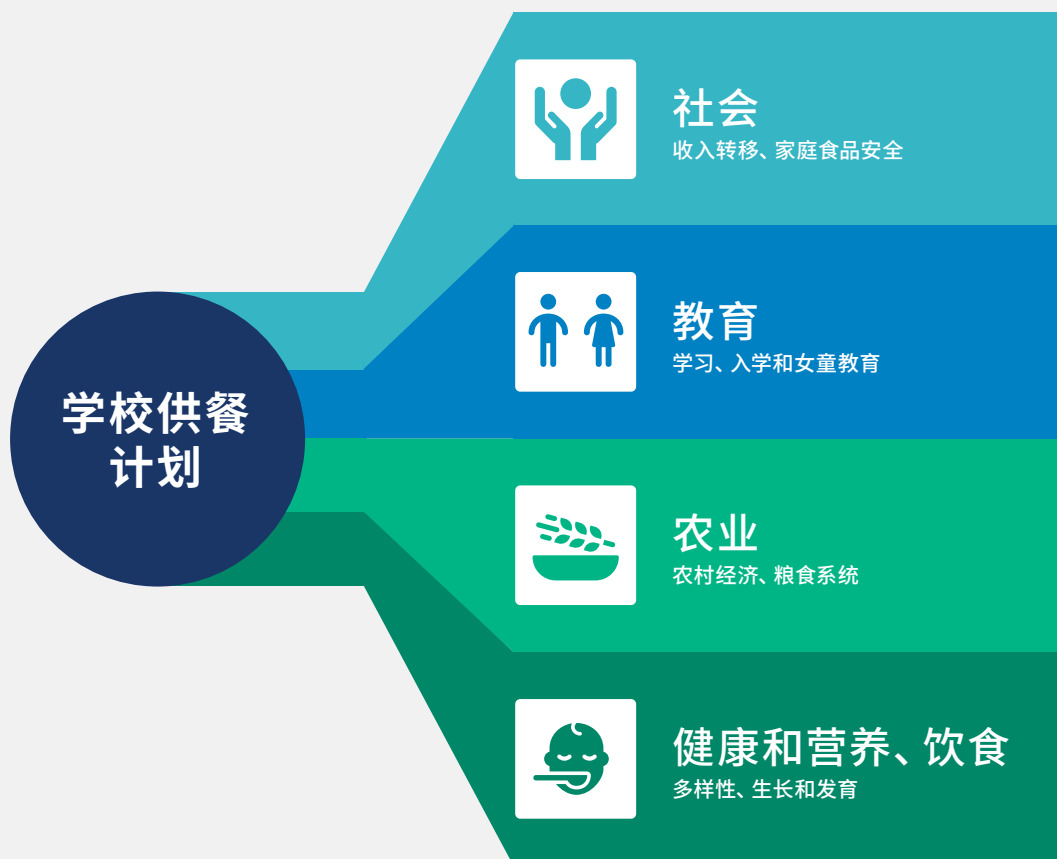 学校供餐
计划
社会
收入转移、家庭食品安全
教育
学习、入学和女童教育
农业
农村经济、粮食系统
健康和营养、饮食
多样性、生长和发育